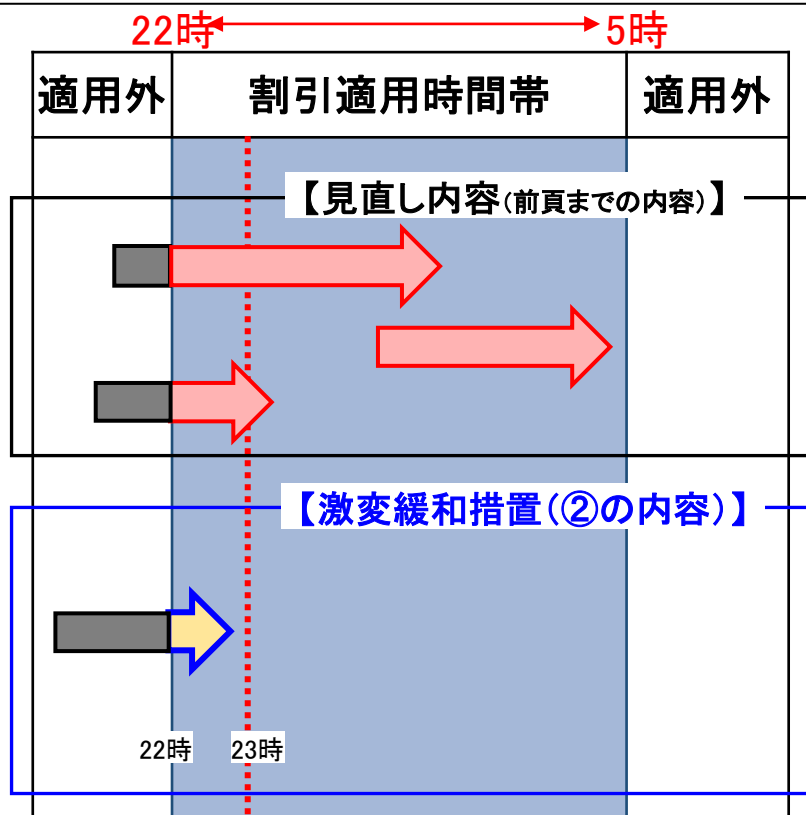 22時
5時
適用外
割引適用時間帯
適用外
【見直し内容(前頁までの内容)】
【激変緩和措置(②の内容)】
22時
23時